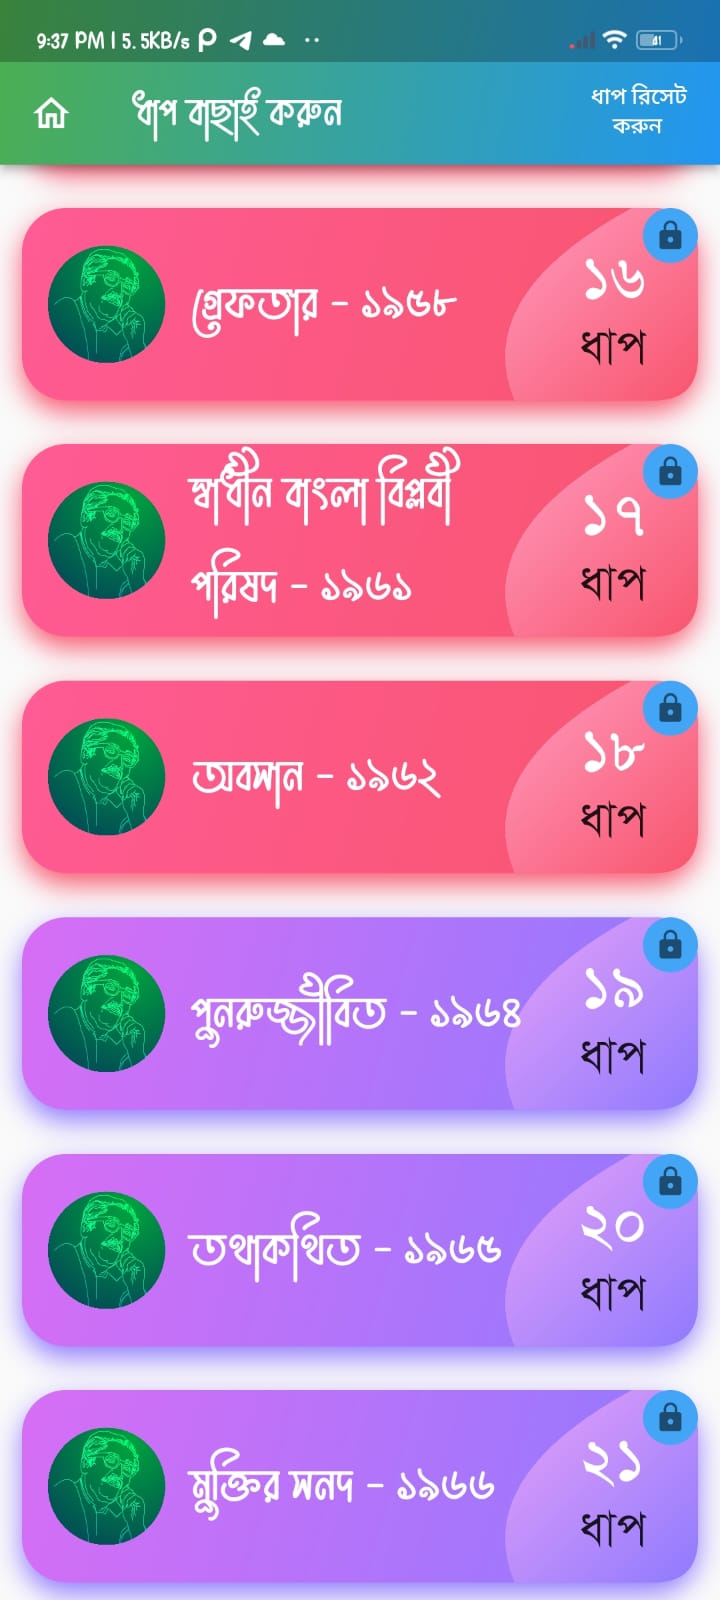 9:37 PM | 5.5KB/s
41
ধাপ বাছাই করুন
ধাপ রিসেট
করুন
গ্রেফতার - ১৯৫৮
১৬
ধাপ
স্বাধীন বাংলা বিপ্লবী
পরিষদ - ১৯৬১
১৭
ধাপ
অবসান - ১৯৬২
১৮
ধাপ
পুনরুজ্জীবিত - ১৯৬৪
১৯
ধাপ
তথাকথিত - ১৯৬৫
২০
ধাপ
মুক্তির সনদ - ১৯৬৬
২১
ধাপ